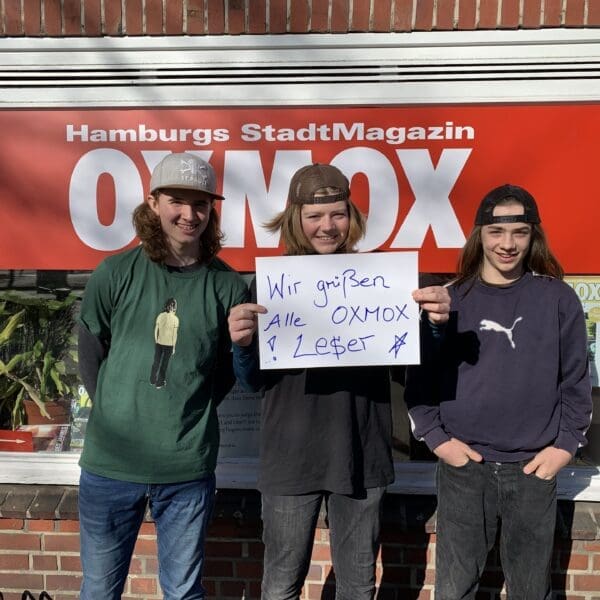 Hamburgs StadtMagazin
OXMOX
Wir grüßen
Alle OXMOX
! Le$er